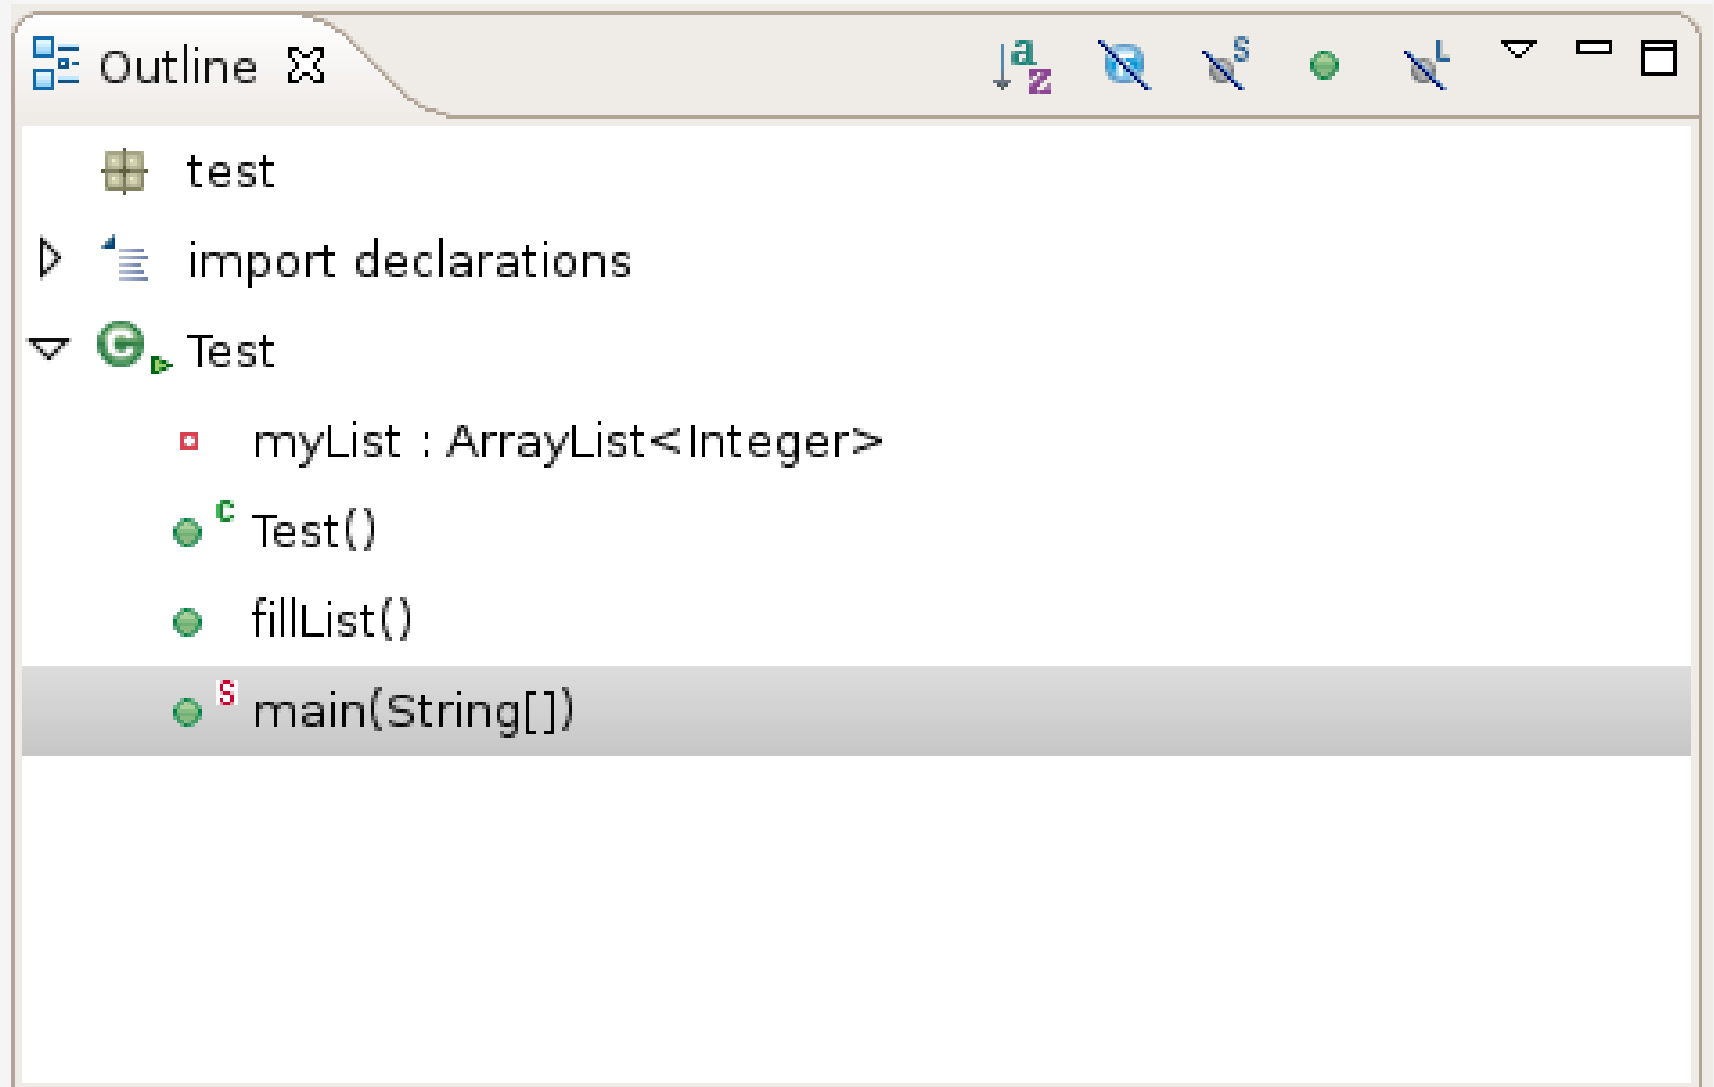 Outline
a z S L
test
import declarations
C Test
myList : ArrayList<Integer>
C Test()
fillList()
S main(String[])